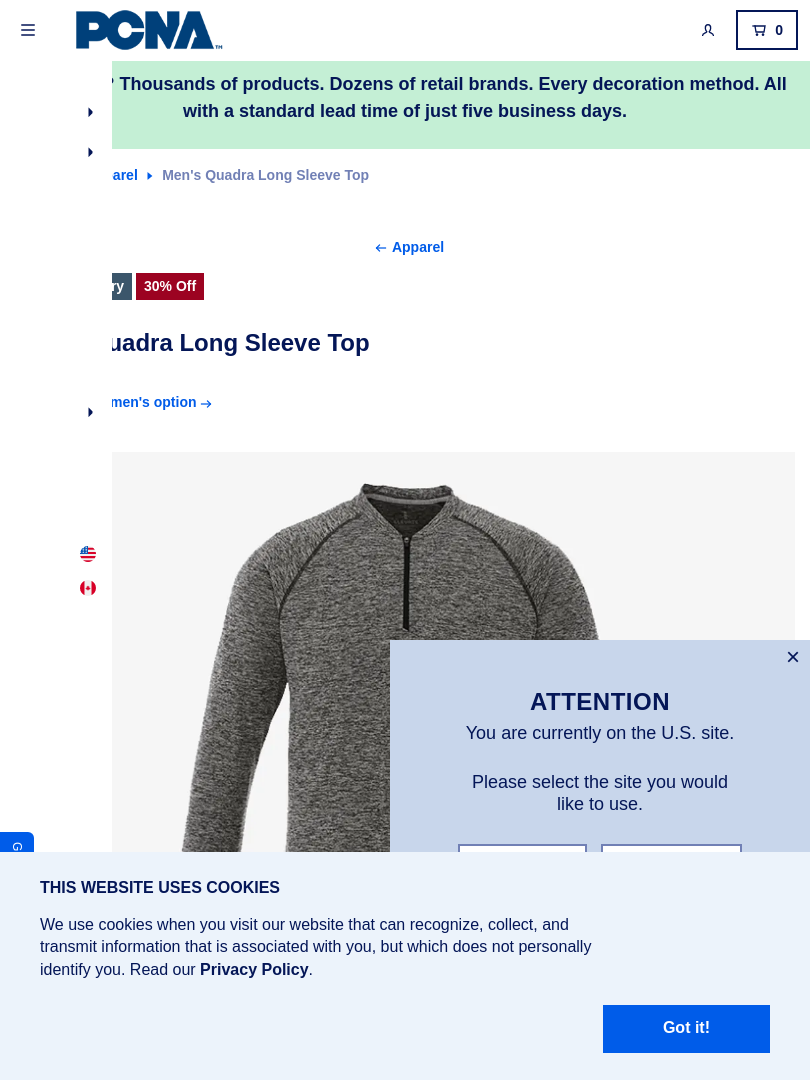 PCNA™
0
? Thousands of products. Dozens of retail brands. Every decoration method. All
with a standard lead time of just five business days.
arel
Men's Quadra Long Sleeve Top
Apparel
ry
30% Off
uadra Long Sleeve Top
men's option
ATTENTION
You are currently on the U.S. site.
Please select the site you would
like to use.
G
THIS WEBSITE USES COOKIES
We use cookies when you visit our website that can recognize, collect, and
transmit information that is associated with you, but which does not personally
identify you. Read our Privacy Policy.
Got it!